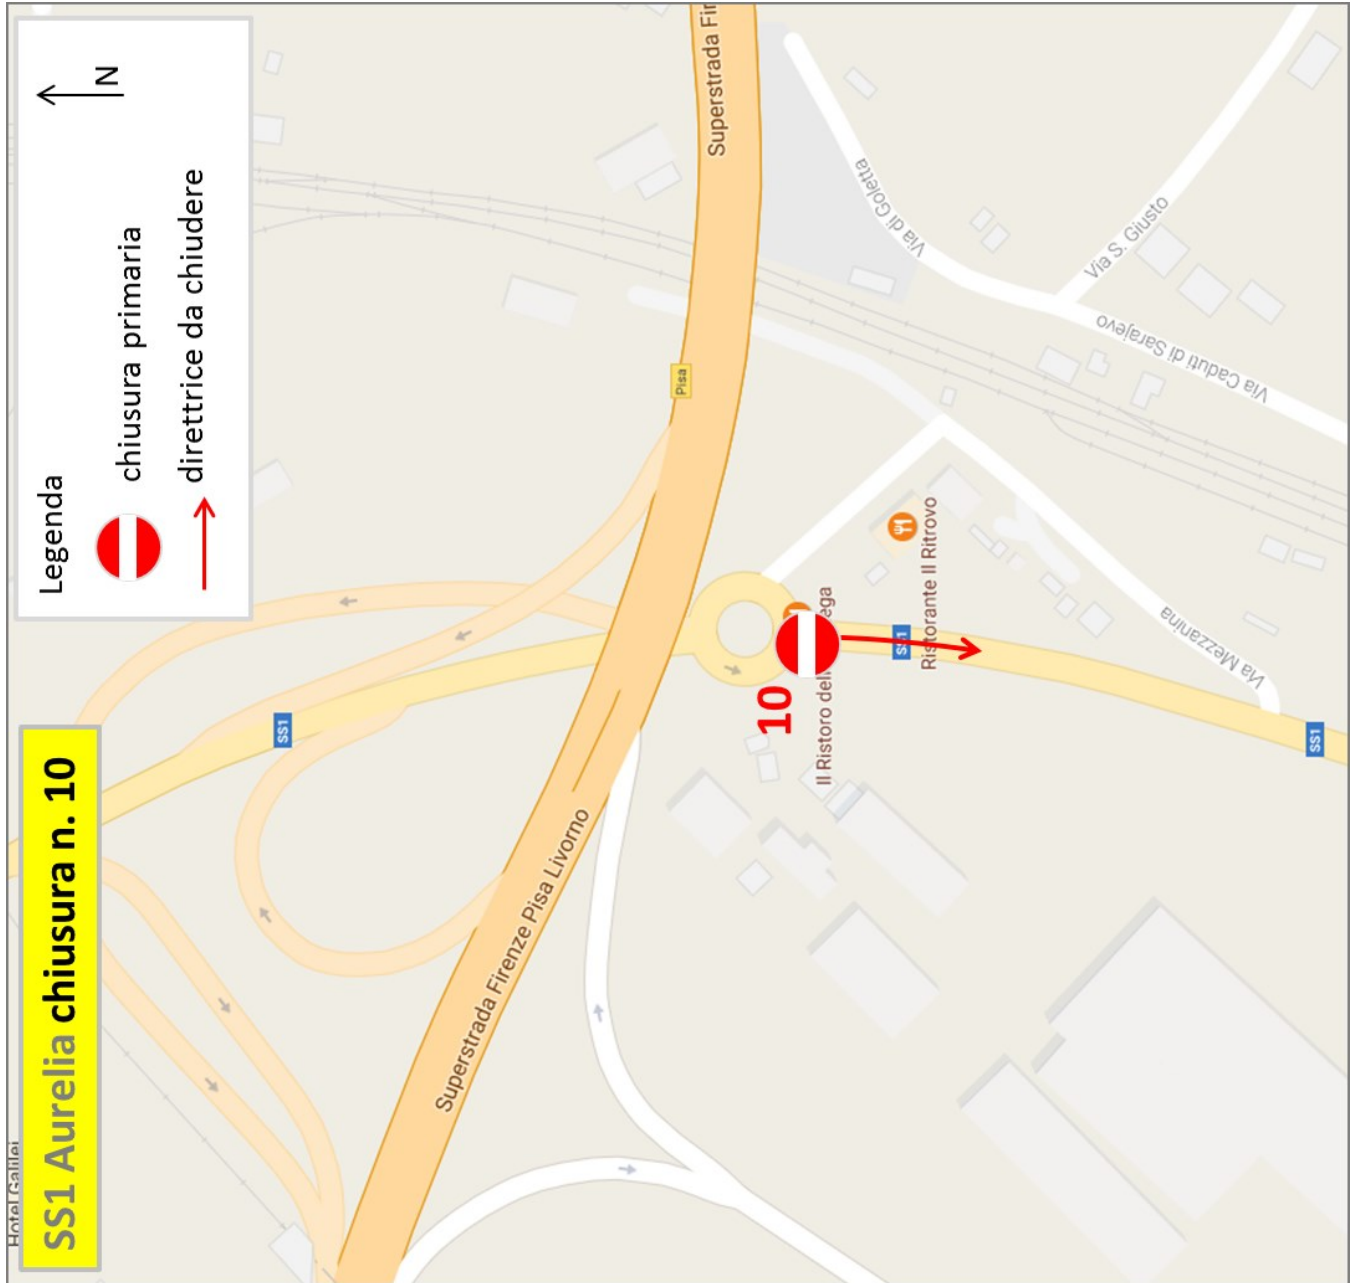 SS1 Aurelia chiusura n. 10
Legenda
chiusura primaria
direttrice da chiudere
N
Hotel Galilei
SS1
Superstrada Firenze Pisa Livorno
Pisa
Superstrada Fir
10
Il Ristoro del
ega
SS1
Ristorante Il Ritrovo
Via Mezzanina
SS1
Via di Goletta
Via S. Giusto
Via Caduti di Sarajevo